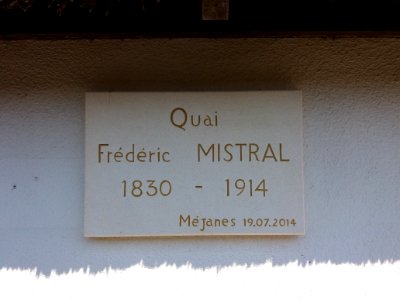 Quai
Frédéric MISTRAL
1830 - 1914
Méjanes 19.07.2014